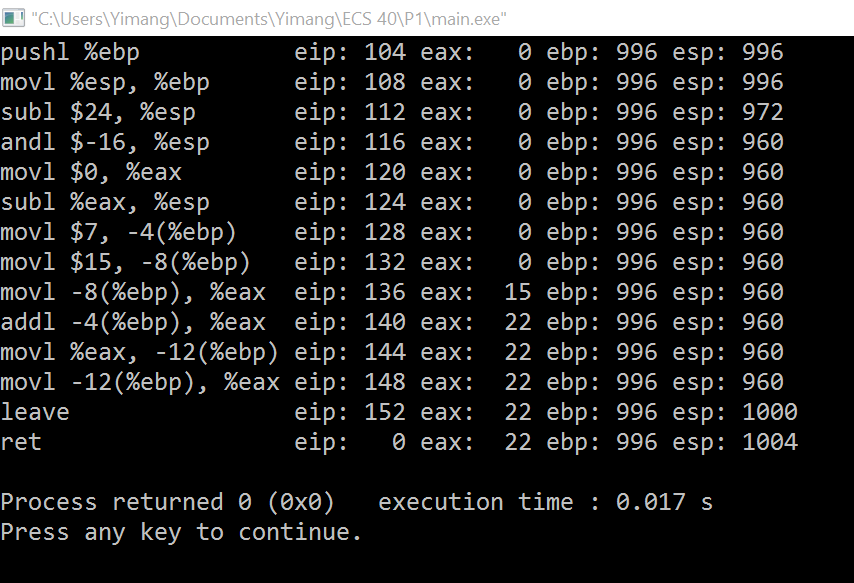 "C:\Users\Yimang\Documents\Yimang\ECS 40\P1\main.exe"
pushl %ebp           eip: 104 eax:   0 ebp: 996 esp: 996
movl %esp, %ebp      eip: 108 eax:   0 ebp: 996 esp: 996
subl $24, %esp       eip: 112 eax:   0 ebp: 996 esp: 972
andl $-16, %esp      eip: 116 eax:   0 ebp: 996 esp: 960
movl $0, %eax        eip: 120 eax:   0 ebp: 996 esp: 960
subl %eax, %esp      eip: 124 eax:   0 ebp: 996 esp: 960
movl $7, -4(%ebp)    eip: 128 eax:   0 ebp: 996 esp: 960
movl $15, -8(%ebp)   eip: 132 eax:   0 ebp: 996 esp: 960
movl -8(%ebp), %eax  eip: 136 eax:  15 ebp: 996 esp: 960
addl -4(%ebp), %eax  eip: 140 eax:  22 ebp: 996 esp: 960
movl %eax, -12(%ebp) eip: 144 eax:  22 ebp: 996 esp: 960
movl -12(%ebp), %eax eip: 148 eax:  22 ebp: 996 esp: 960
leave                eip: 152 eax:  22 ebp: 996 esp: 1000
ret                  eip:   0 eax:  22 ebp: 996 esp: 1004
Process returned 0 (0x0)   execution time : 0.017 s
Press any key to continue.